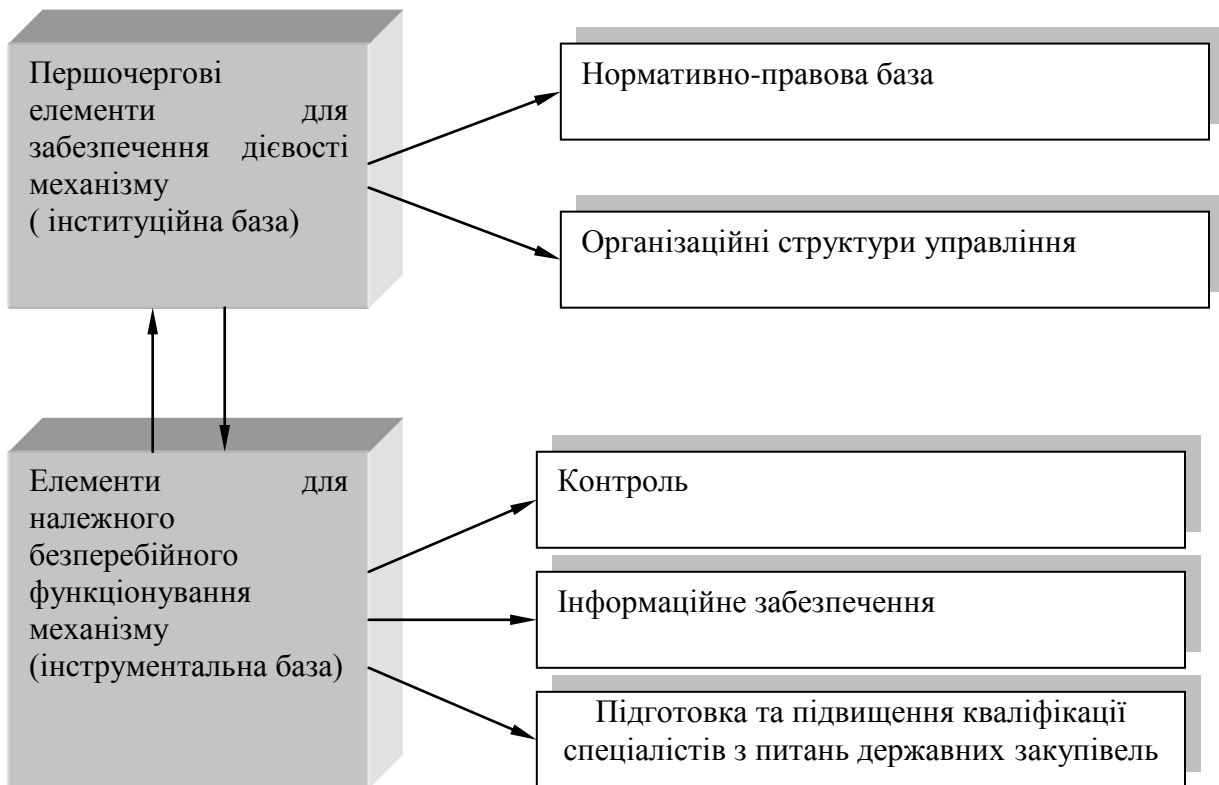 Першочергові
елементи для
забезпечення дієвості
механізму
( інституційна база)
Нормативно-правова база
Організаційні структури управління
Елементи для
належного
безперебійного
функціонування
механізму
(інструментальна база)
Контроль
Інформаційне забезпечення
Підготовка та підвищення кваліфікації
спеціалістів з питань державних закупівель